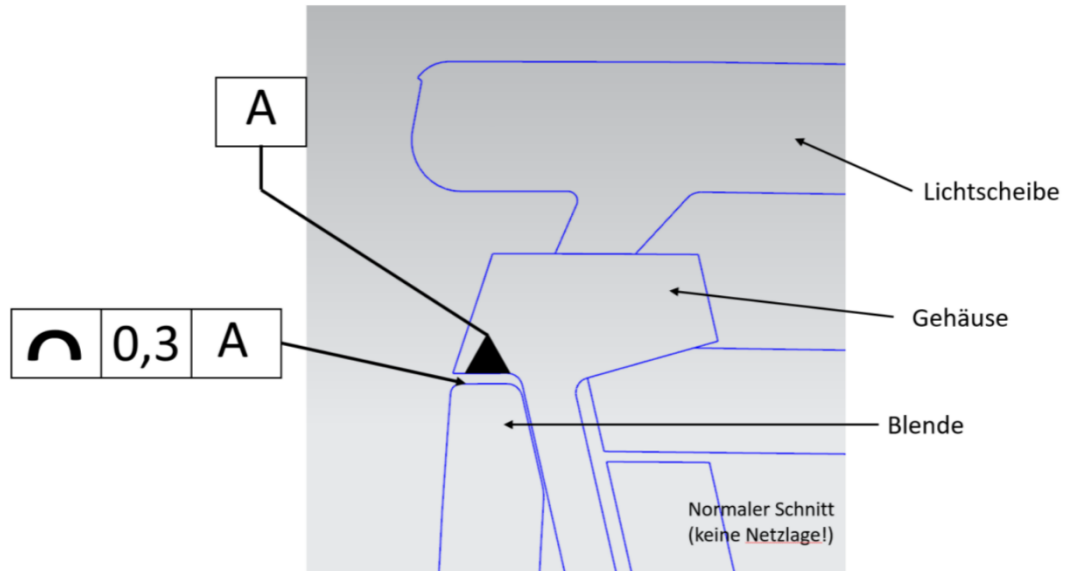 A
Lichtscheibe
0,3 A
Gehäuse
Blende
Normaler Schnitt
(keine Netzlage!)